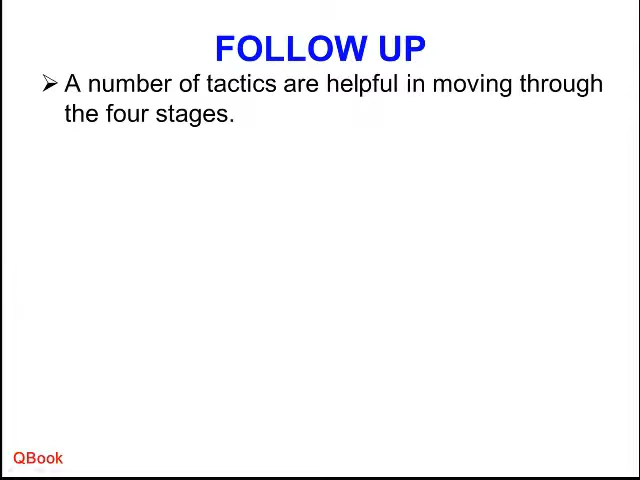 FOLLOW UP
➢ A number of tactics are helpful in moving through
the four stages.
QBook